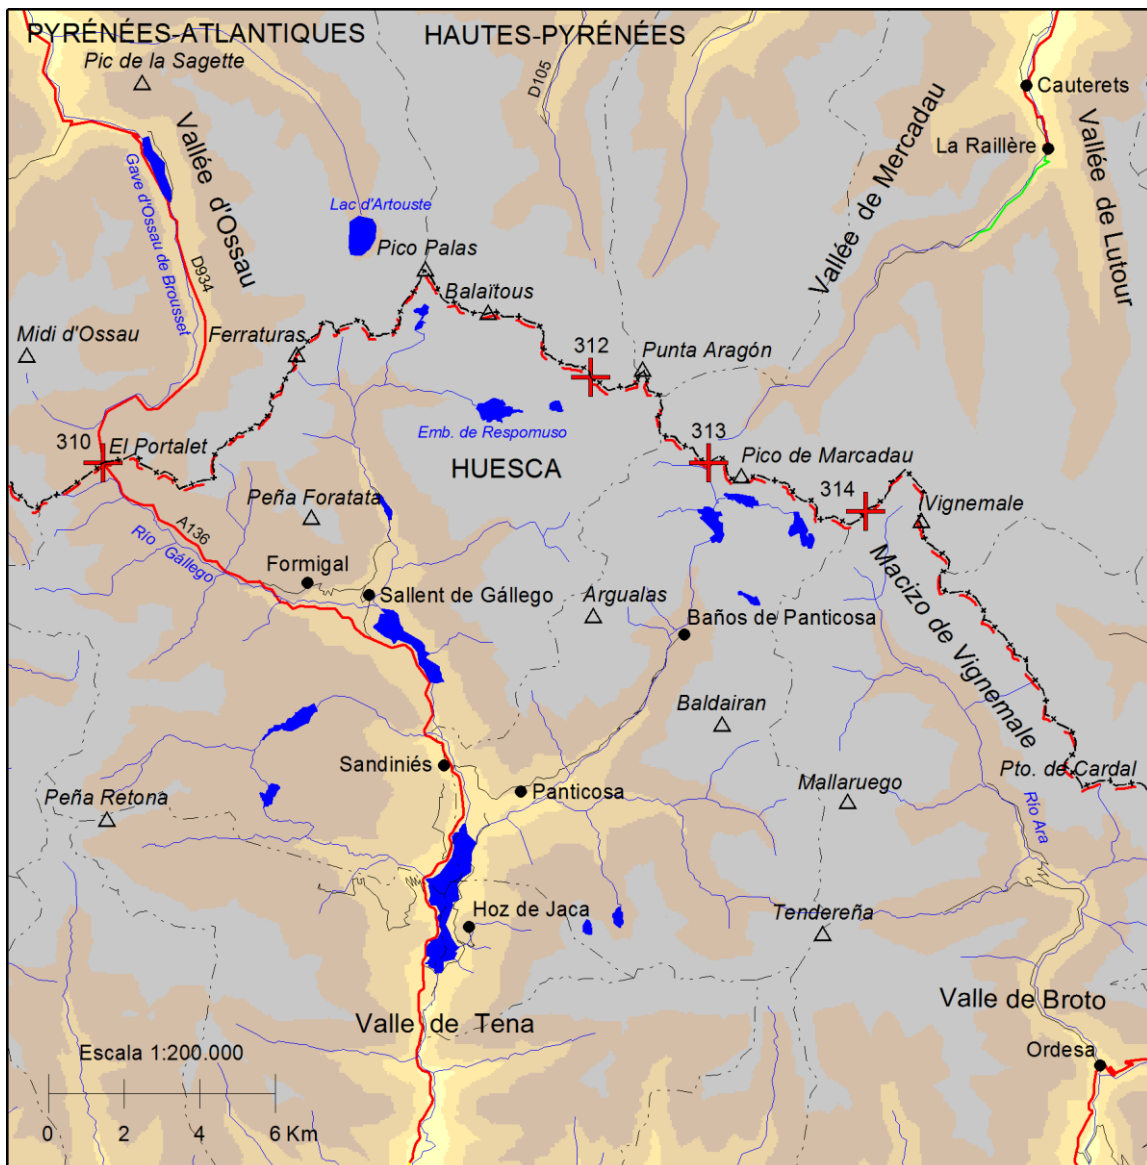 PYRÉNÉES-ATLANTIQUES
HAUTES-PYRÉNÉES
Pic de la Sagette
D105
Cauterets
Vallée d'Ossau
Vallée de Mercadau
La Raillère
Vallée de Lutour
Gave d'Ossau de Brousset
Lac d'Artouste
Pico Palas
D934
Balaïtous
Midi d'Ossau
Ferraturas
312
Punta Aragón
310
El Portalet
Emb. de Respomuso
313
HUESCA
Pico de Marcadau
314
Peña Foratata
Vignemale
A136
Río Gállego
Formigal
Sallent de Gállego
Argualas
Baños de Panticosa
Macizo de Vignemale
Baldairan
Sandiniés
Pto. de Cardal
Peña Retona
Panticosa
Mallaruego
Río Ara
Hoz de Jaca
Tendereña
Valle de Tena
Valle de Broto
Escala 1:200.000
Ordesa
0 2 4 6 Km